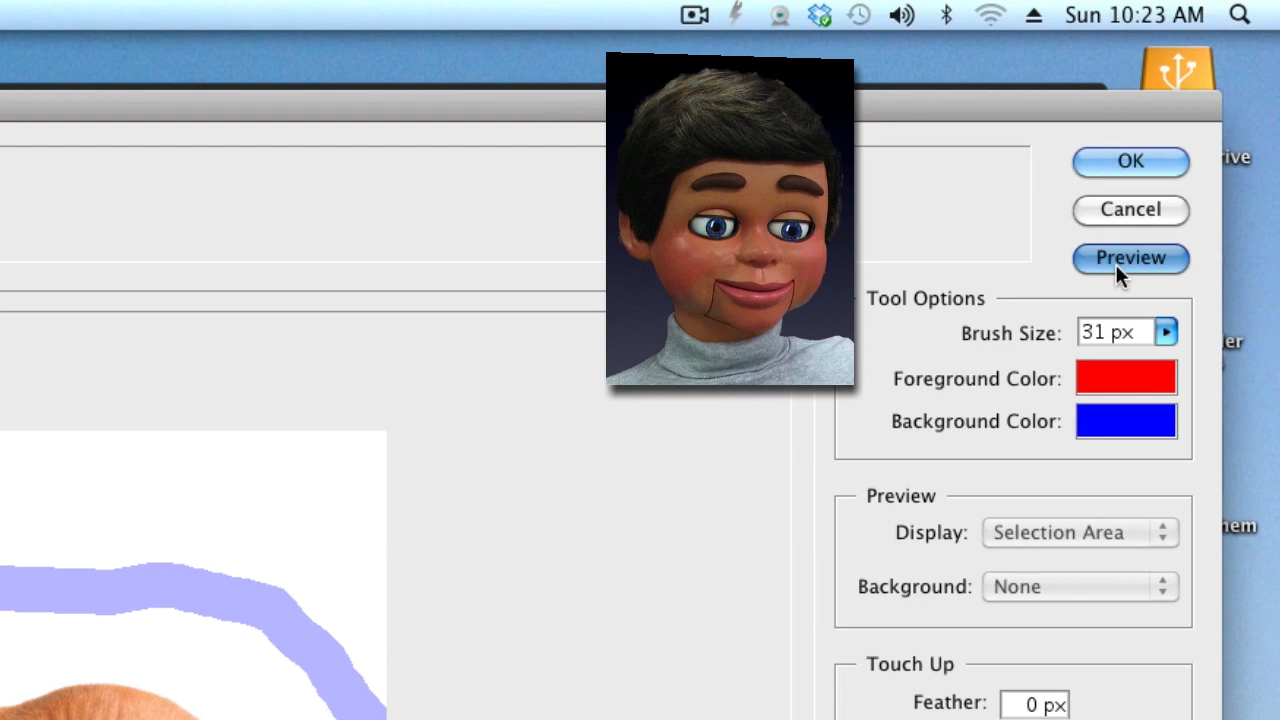 Sun 10:23 AM
OK
Cancel
Preview
Tool Options
Brush Size: 31 px
Foreground Color:
Background Color:
Preview
Display: Selection Area
Background: None
Touch Up
Feather: 0 px